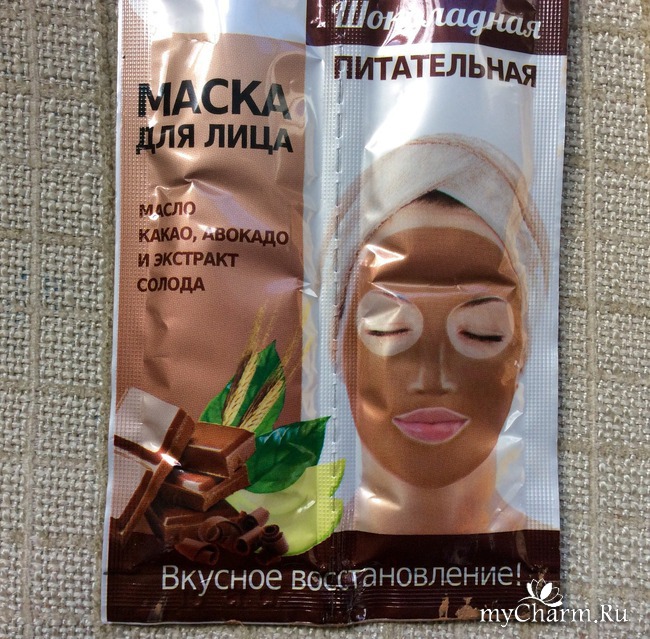 Шоколадная
ПИТАТЕЛЬНАЯ
МАСКА
ДЛЯ ЛИЦА
МАСЛО
КАКАО, АВОКАДО
И ЭКСТРАКТ
СОЛОДА
Вкусное восстановление!
myCharm.Ru